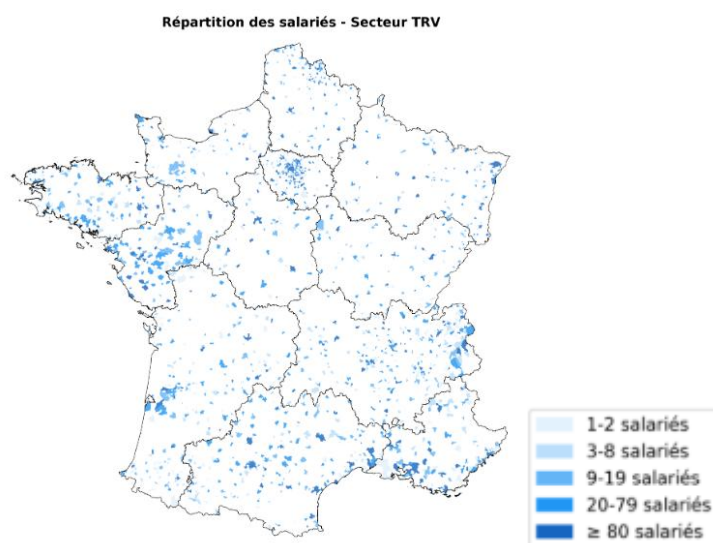 Répartition des salariés - Secteur TRV
1-2 salariés
3-8 salariés
9-19 salariés
20-79 salariés
≥ 80 salariés